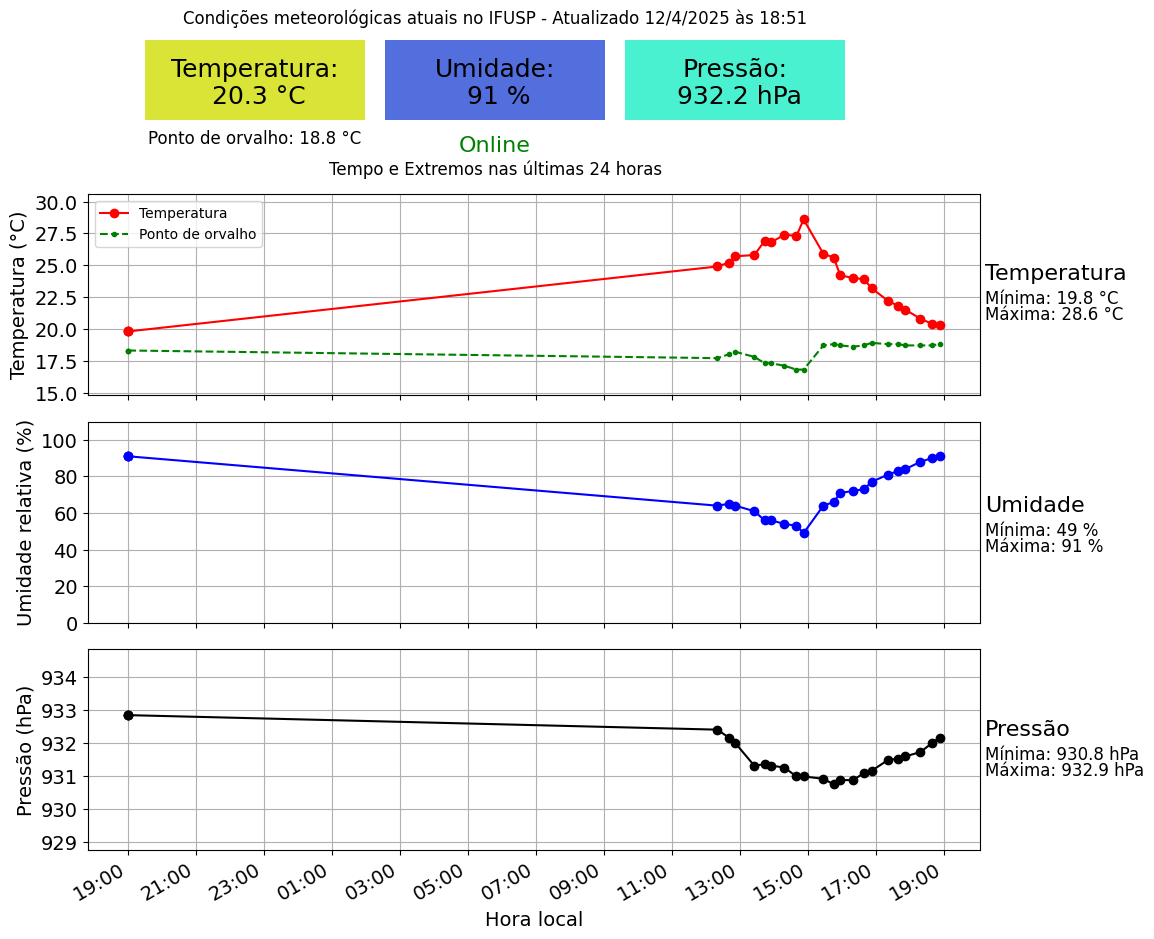 Condições meteorológicas atuais no IFUSP - Atualizado 12/4/2025 às 18:51
Temperatura:
20.3 °C
Umidade:
91 %
Pressão:
932.2 hPa
Ponto de orvalho: 18.8 °C
Online
Tempo e Extremos nas últimas 24 horas
Temperatura (°C)
30.0
27.5
25.0
22.5
20.0
17.5
15.0
Temperatura
Ponto de orvalho
Temperatura
Mínima: 19.8 °C
Máxima: 28.6 °C
Umidade relativa (%)
100
80
60
40
20
0
Umidade
Mínima: 49 %
Máxima: 91 %
Pressão (hPa)
934
933
932
931
930
929
Pressão
Mínima: 930.8 hPa
Máxima: 932.9 hPa
19:00 21:00 23:00 01:00 03:00 05:00 07:00 09:00 11:00 13:00 15:00 17:00 19:00
Hora local